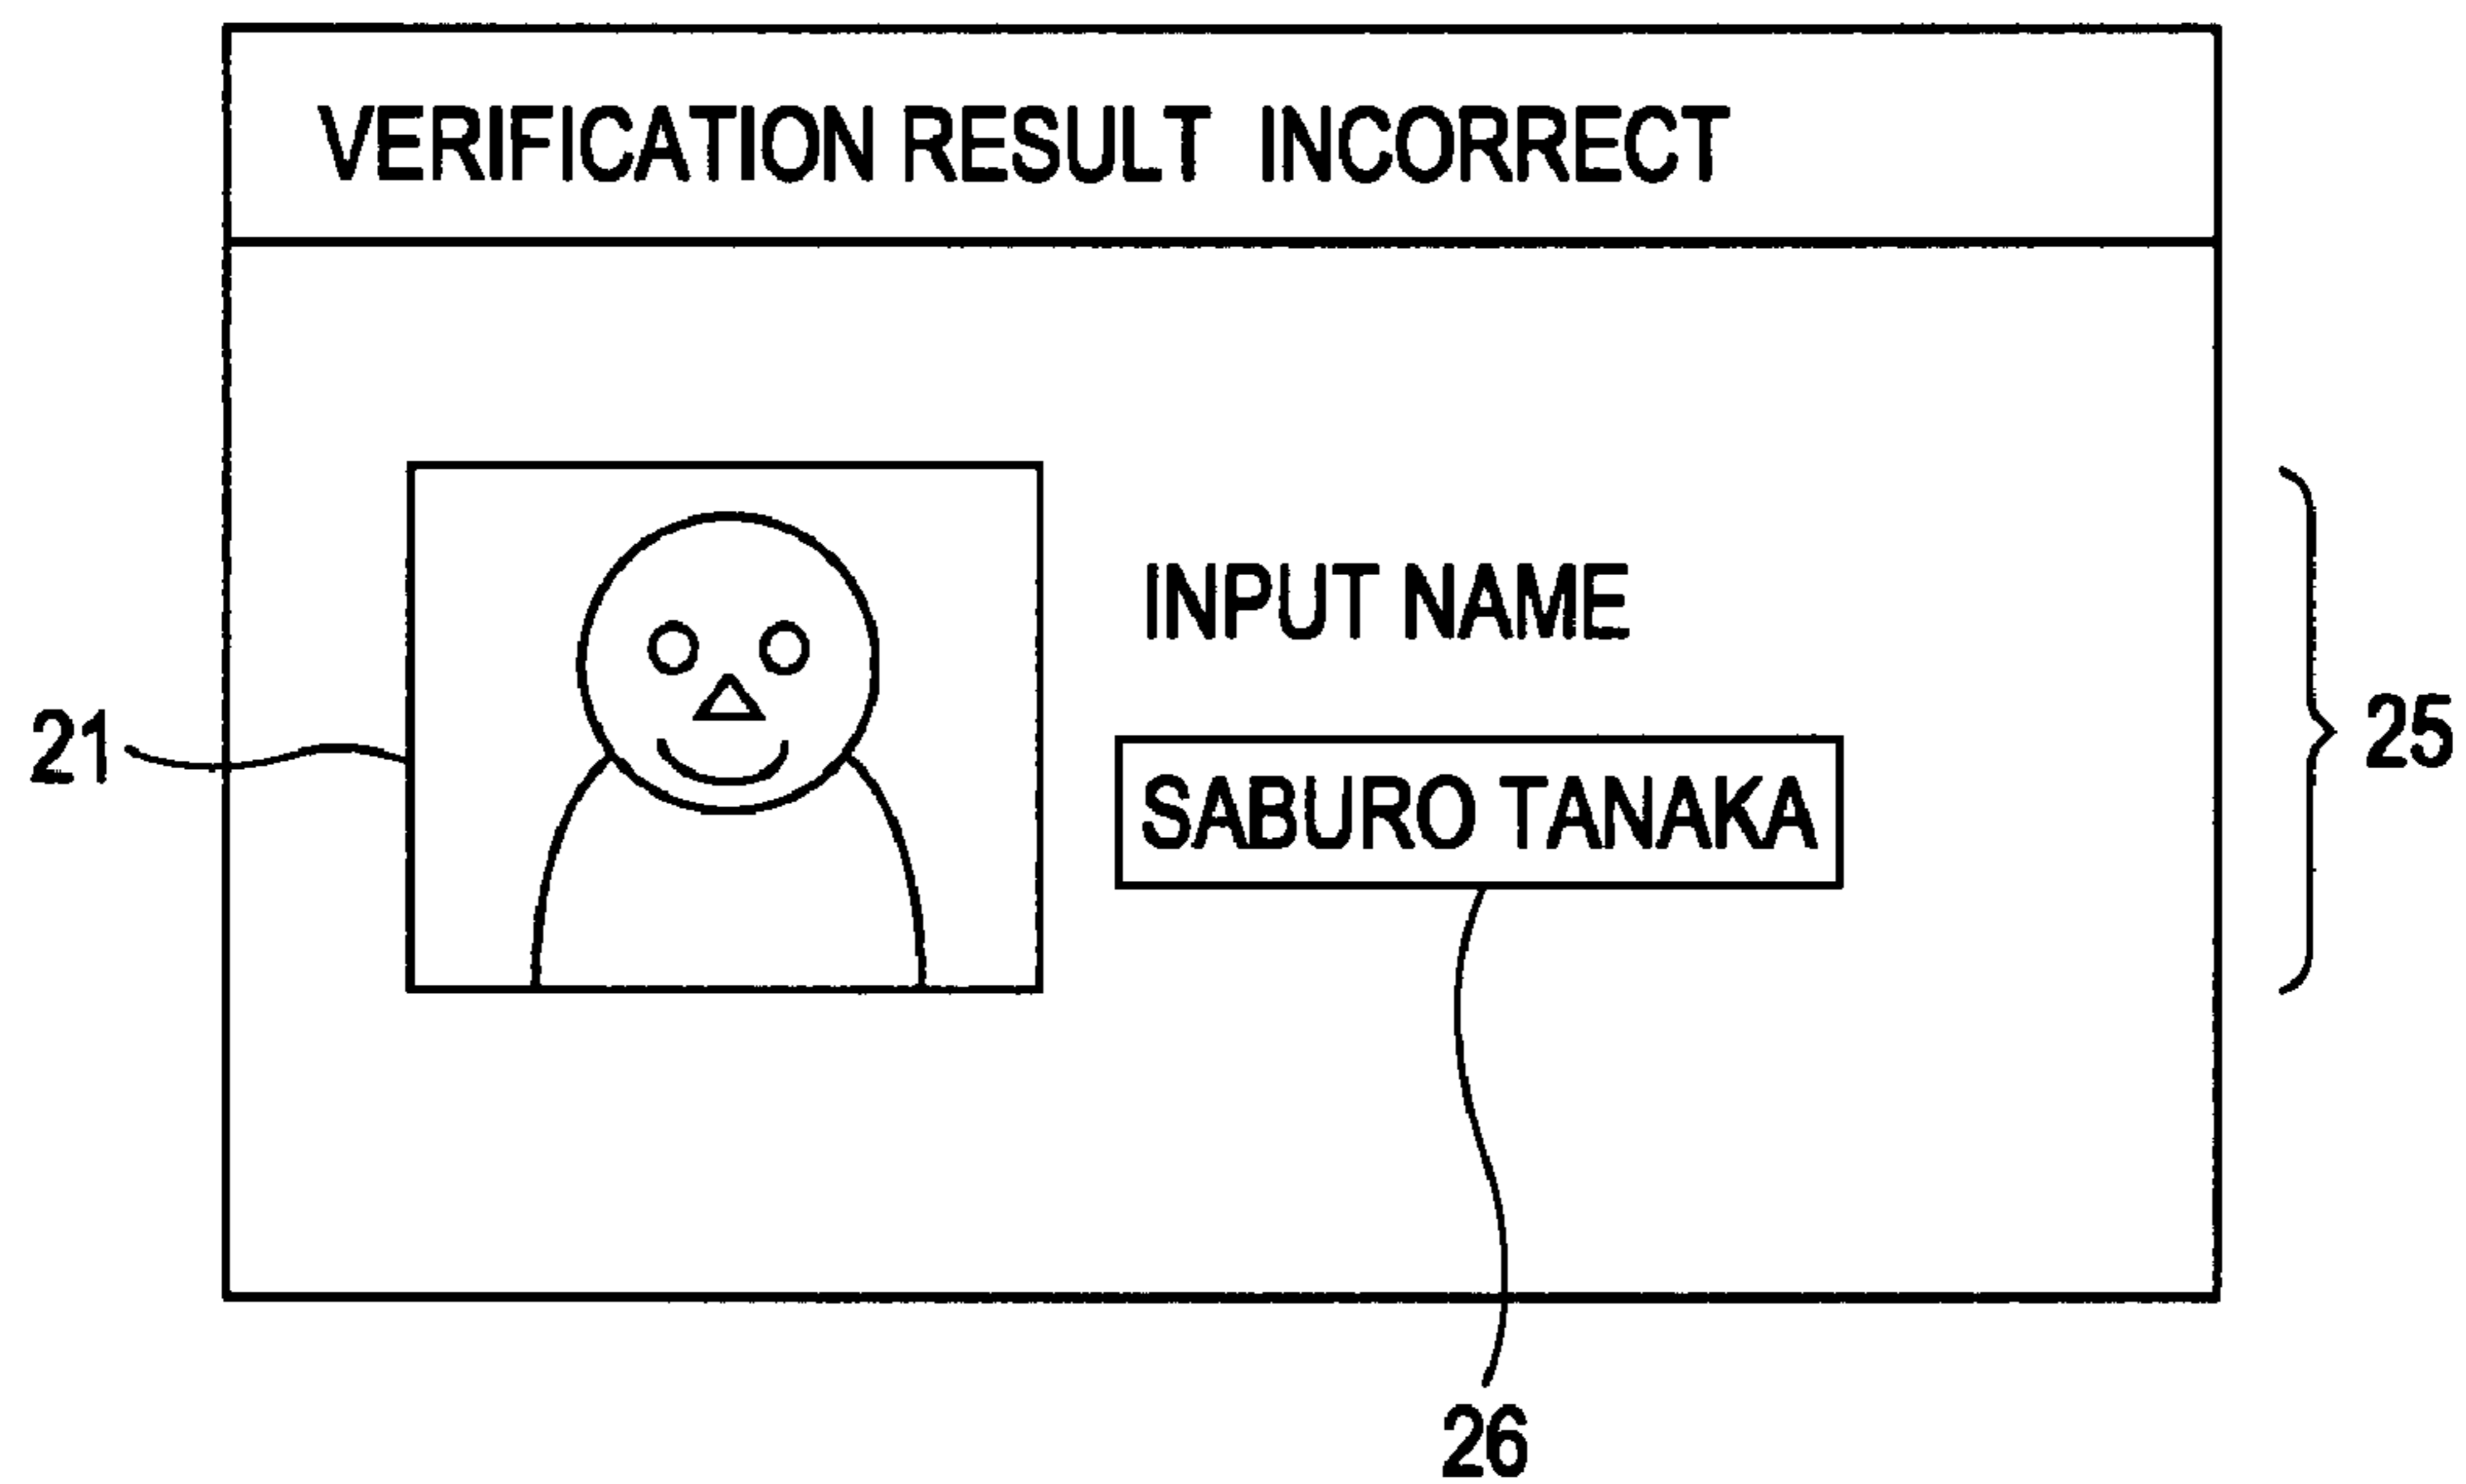 VERIFICATION RESULT INCORRECT
INPUT NAME
21
25
SABURO TANAKA
26